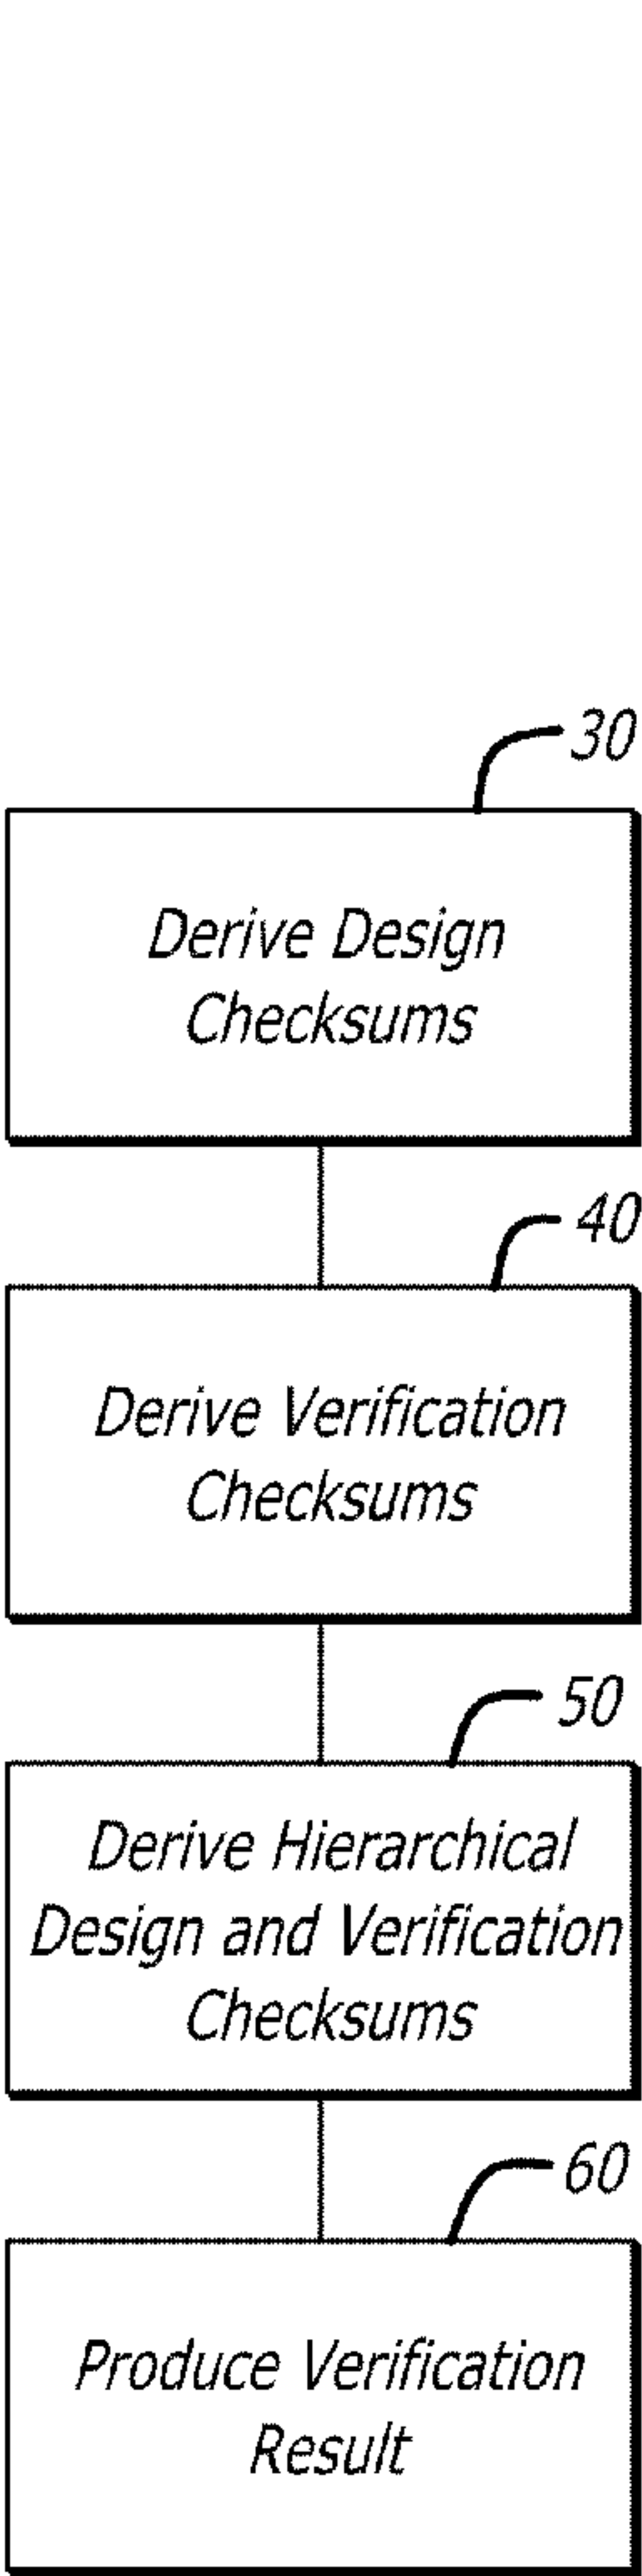 30
Derive Design
Checksums
40
Derive Verification
Checksums
50
Derive Hierarchical
Design and Verification
Checksums
60
Produce Verification
Result